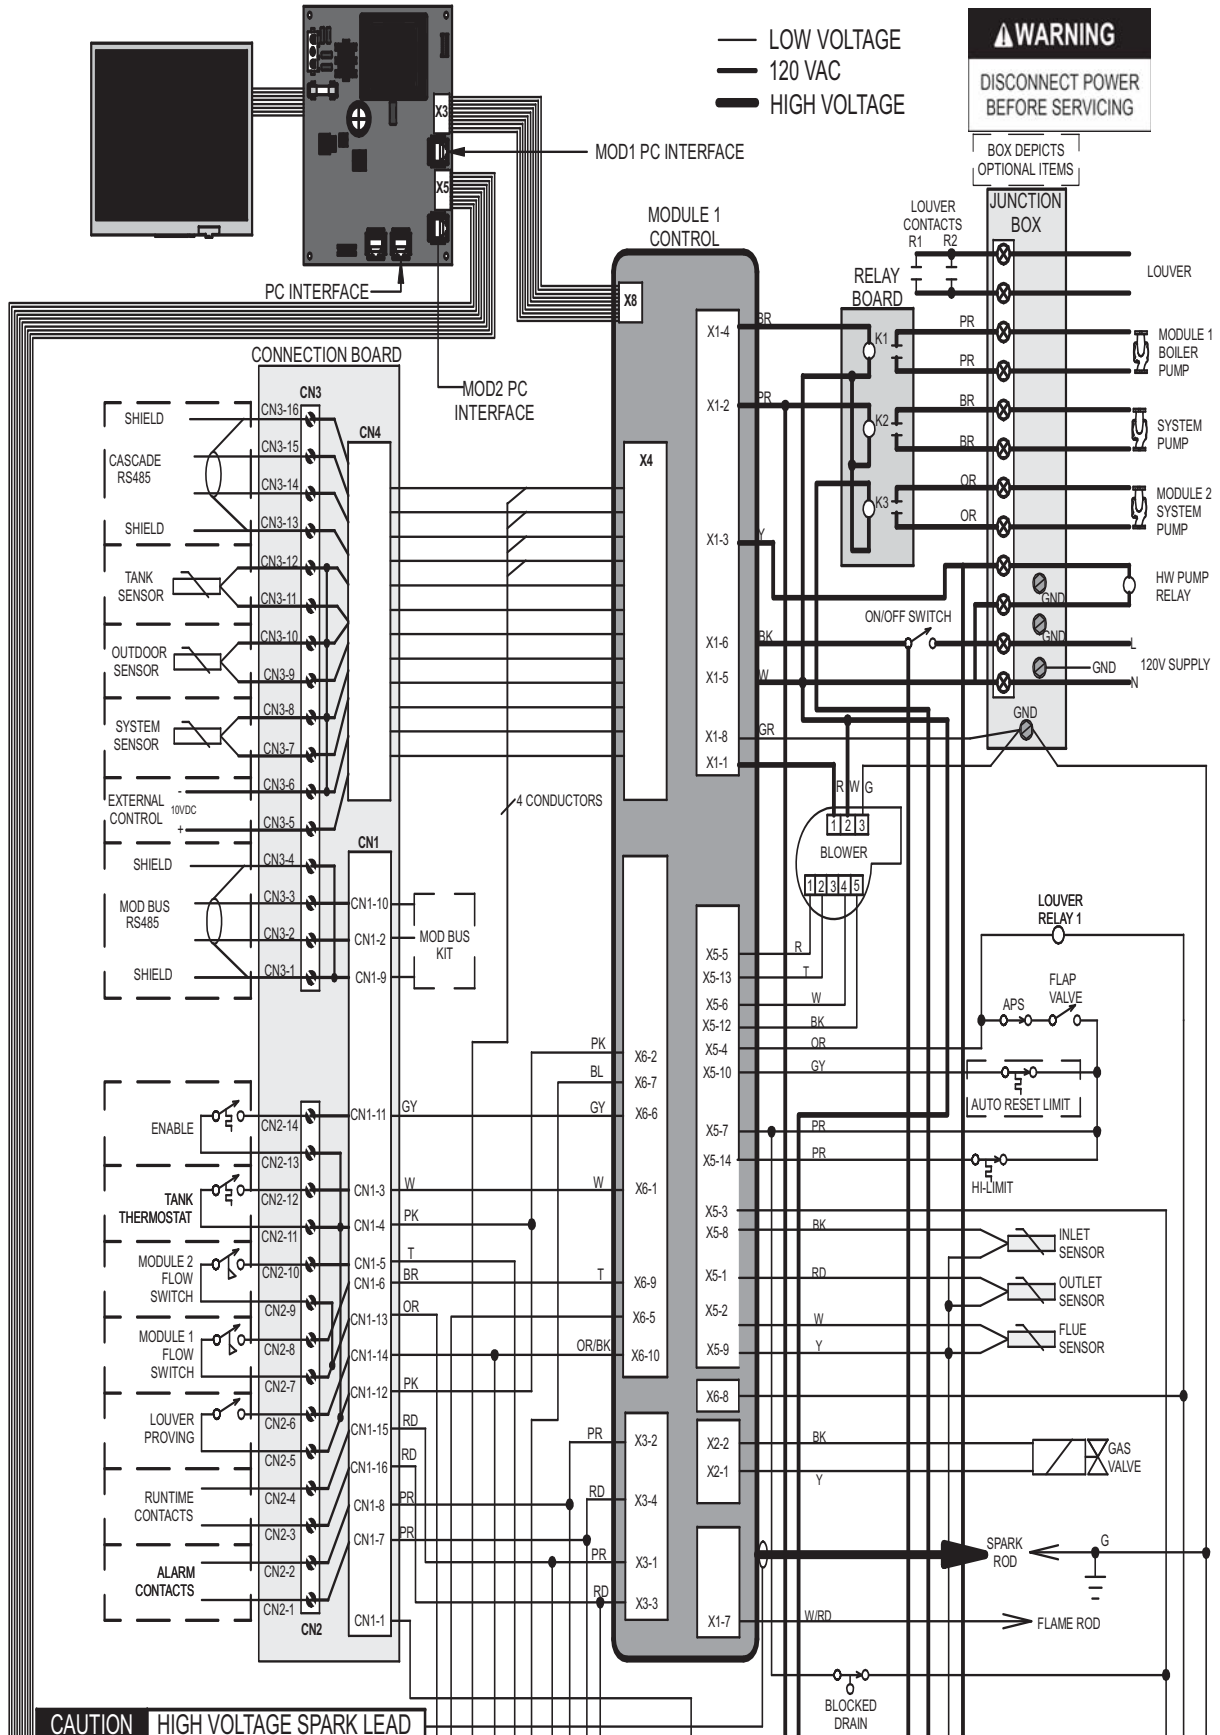 LOW VOLTAGE
120 VAC
HIGH VOLTAGE
WARNING
DISCONNECT POWER
BEFORE SERVICING
BOX DEPICTS
OPTIONAL ITEMS
X3
X5
MOD1 PC INTERFACE
PC INTERFACE
MOD2 PC
INTERFACE
MODULE 1
CONTROL
X8
X4
CONNECTION BOARD
CN3
CN4
CN1
CN2
SHIELD
CASCADE
RS485
SHIELD
TANK
SENSOR
OUTDOOR
SENSOR
SYSTEM
SENSOR
EXTERNAL
CONTROL
10VDC
-
+
SHIELD
MOD BUS
RS485
SHIELD
CN3-16
CN3-15
CN3-14
CN3-13
CN3-12
CN3-11
CN3-10
CN3-9
CN3-8
CN3-7
CN3-6
CN3-5
CN3-4
CN3-3
CN3-2
CN3-1
CN1-10
CN1-2
CN1-9
MOD BUS
KIT
4 CONDUCTORS
ENABLE
TANK
THERMOSTAT
MODULE 2
FLOW
SWITCH
MODULE 1
FLOW
SWITCH
LOUVER
PROVING
RUNTIME
CONTACTS
ALARM
CONTACTS
CN2-14
CN2-13
CN2-12
CN2-11
CN2-10
CN2-9
CN2-8
CN2-7
CN2-6
CN2-5
CN2-4
CN2-3
CN2-2
CN2-1
CN1-11 GY
CN1-3 W
CN1-4 PK
CN1-5 T
CN1-6 BR
CN1-13 OR
CN1-14
CN1-12 PK
CN1-15 RD
CN1-16 RD
CN1-8 PR
CN1-7 PR
CN1-1
PK X6-2
BL X6-7
GY X6-6
W X6-1
T X6-9
X6-5
OR/BK X6-10
PR X3-2
RD X3-4
PR X3-1
RD X3-3
X1-4 BR
X1-2 PR
X1-3 Y
X1-6 BK
X1-5 W
X1-8 GR
X1-1
RELAY
BOARD
K1
K2
K3
LOUVER
CONTACTS
R1 R2
JUNCTION
BOX
PR
PR
BR
BR
OR
OR
LOUVER
MODULE 1
BOILER
PUMP
SYSTEM
PUMP
MODULE 2
SYSTEM
PUMP
HW PUMP
RELAY
GND
GND
GND
GND
L
120V SUPPLY
N
ON/OFF SWITCH
R W G
1 2 3
BLOWER
1 2 3 4 5
X5-5 R
X5-13 T
X5-6 W
X5-12 BK
X5-4 OR
X5-10 GY
X5-7 PR
X5-14 PR
X5-3
X5-8 BK
X5-1 RD
X5-2 W
X5-9 Y
X6-8
X2-2 BK
X2-1 Y
X1-7 W/RD
LOUVER
RELAY 1
APS
FLAP
VALVE
AUTO RESET LIMIT
HI-LIMIT
INLET
SENSOR
OUTLET
SENSOR
FLUE
SENSOR
GAS
VALVE
SPARK
ROD
G
FLAME ROD
BLOCKED
DRAIN
CAUTION HIGH VOLTAGE SPARK LEAD